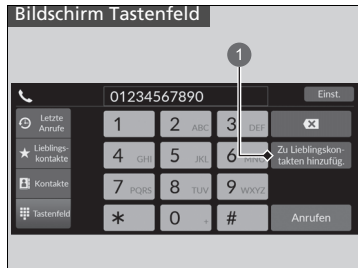 Bildschirm Tastenfeld
1
01234567890
Einst.
Letzte
Anrufe
1
2 ABC
3 DEF
Lieblings-
kontakte
4 GHI
5 JKL
6 MNO
Zu Lieblingskon-
takten hinzufüg.
Kontakte
7 PQRS
8 TUV
9 WXYZ
Tastenfeld
*
0 +
#
Anrufen